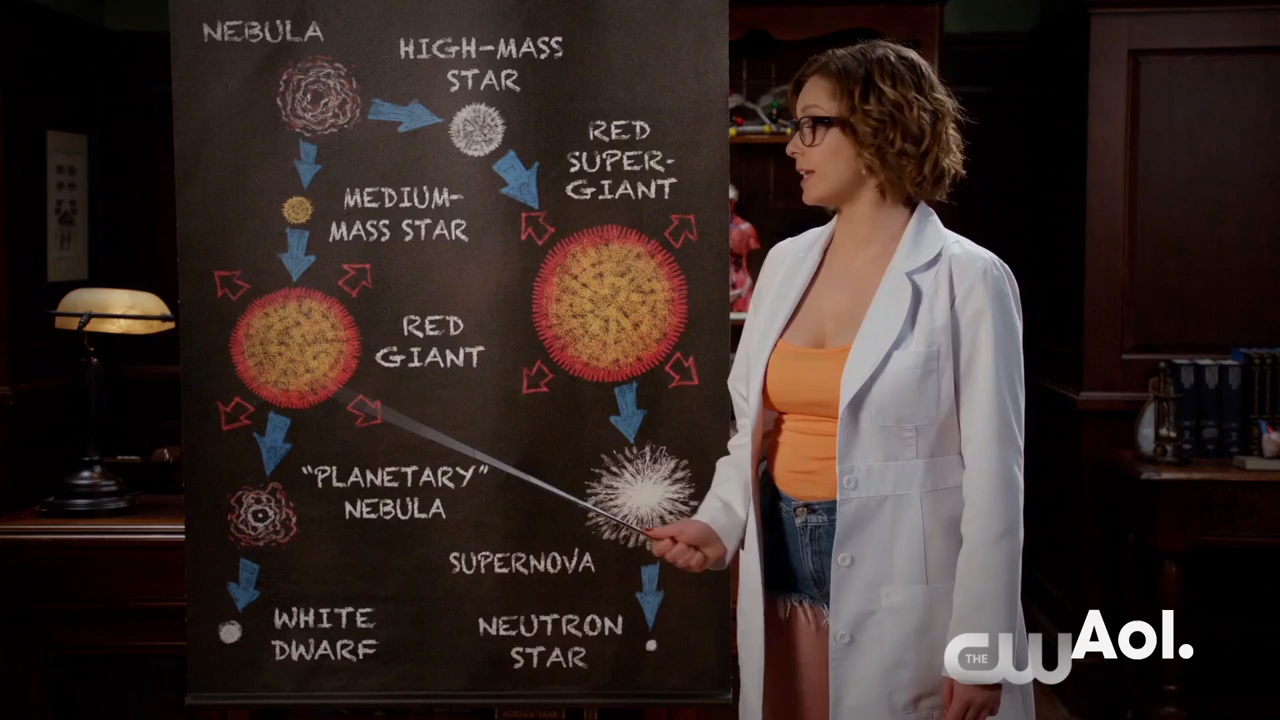 NEBULA
HIGH-MASS
STAR
RED
SUPER-
GIANT
MEDIUM-
MASS STAR
RED
GIANT
"PLANETARY"
NEBULA
SUPERNOVA
WHITE
DWARF
NEUTRON
STAR
THE CW
Aol.